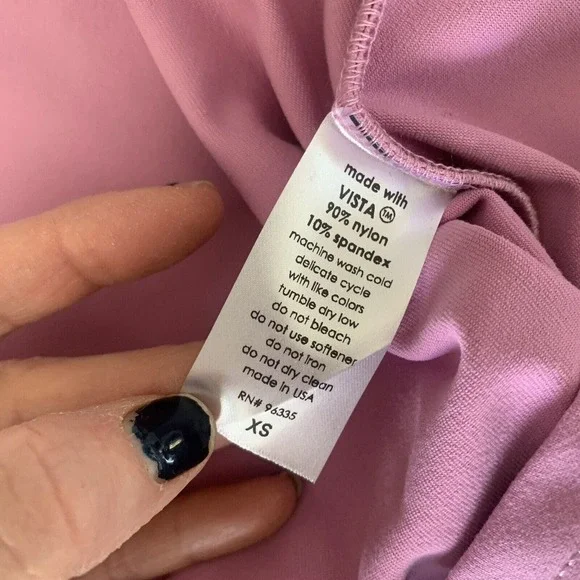 made with
VISTA ™
90% nylon
10% spandex
machine wash cold
delicate cycle
with like colors
tumble dry low
do not bleach
do not use softener
do not iron
do not dry clean
made in USA
RN# 96335
XS